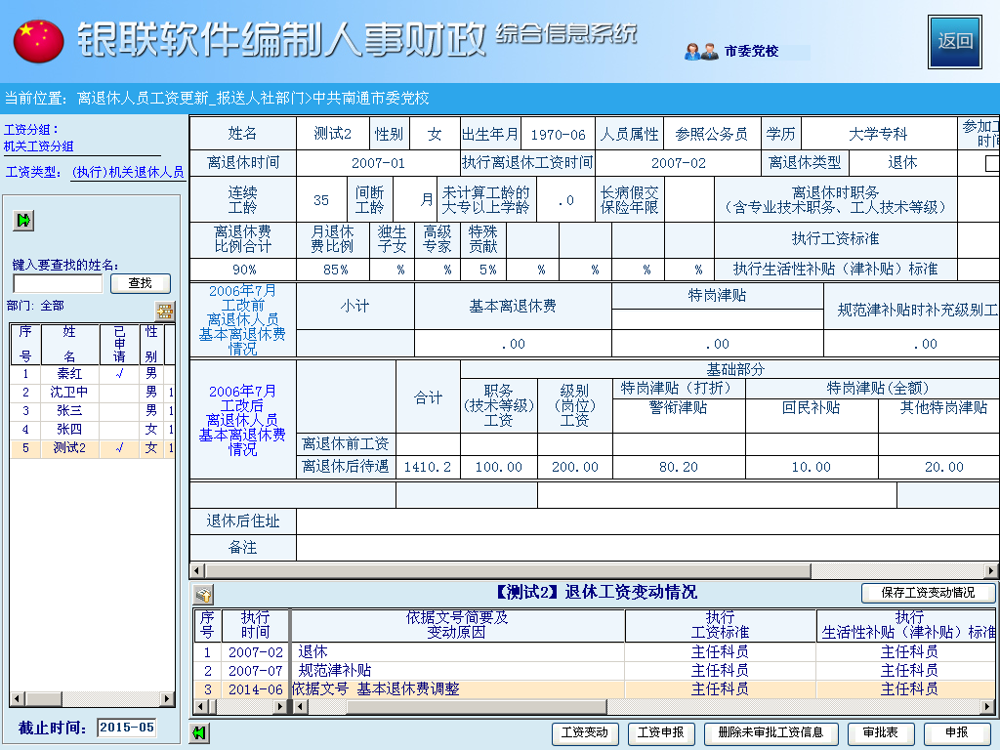 银联软件编制人事财政 综合信息系统
市委党校
返回
当前位置：离退休人员工资更新_报送人社部门>中共南通市委党校
工资分组：
机关工资分组
工资类型：(执行)机关退休人员
键入要查找的姓名：
查找
部门：全部
序号 姓名 已申请 性别
1 秦红 √ 男
2 沈卫中 男 1
3 张三 男 1
4 张四 女 1
5 测试2 √ 女 1
截止时间：2015-05
姓名 测试2 性别 女 出生年月 1970-06 人员属性 参照公务员 学历 大学专科 参加工
时间
离退休时间 2007-01 执行离退休工资时间 2007-02 离退休类型 退休
连续
工龄 35 间断
工龄 月 未计算工龄的
大专以上学龄 .0 长病假交
保险年限 离退休时职务
（含专业技术职务、工人技术等级）
离退休费
比例合计 月退休
费比例 独生
子女 高级
专家 特殊
贡献 执行工资标准
90% 85% % % 5% % % % % 执行生活性补贴（津补贴）标准
2006年7月
工改前
离退休人员
基本离退休费
情况
小计 基本离退休费 特岗津贴 规范津补贴时补充级别工
.00 .00 .00
2006年7月
工改后
离退休人员
基本离退休费
情况
合计 基础部分
职务
(技术等级)
工资 级别
(岗位)
工资 特岗津贴（打折） 特岗津贴(全额)
警衔津贴 回民补贴 其他特岗津贴
离退休前工资
离退休后待遇 1410.2 100.00 200.00 80.20 10.00 20.00
退休后住址
备注
【测试2】退休工资变动情况
保存工资变动情况
序号 执行
时间 依据文号简要及
变动原因 执行
工资标准 执行
生活性补贴（津补贴）标准
1 2007-02 退休 主任科员 主任科员
2 2007-07 规范津补贴 主任科员 主任科员
3 2014-06 依据文号 基本退休费调整 主任科员 主任科员
工资变动 工资申报 删除未审批工资信息 审批表 申报